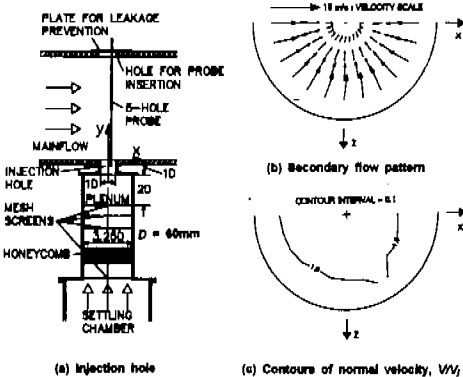 PLATE FOR LEAKAGE
PREVENTION
HOLE FOR PROBE
INSERTION
5-HOLE
PROBE
y
MAINFLOW
X
INJECTION
HOLE
1D
1D
2D
PLENUM
MESH
SCREENS
D = 60mm
HONEYCOMB
SETTLING
CHAMBER
(a) Injection hole
: VELOCITY SCALE
X
Z
(b) Secondary flow pattern
CONTOUR INTERVAL = 0.1
X
Z
(c) Contours of normal velocity, V/Vj